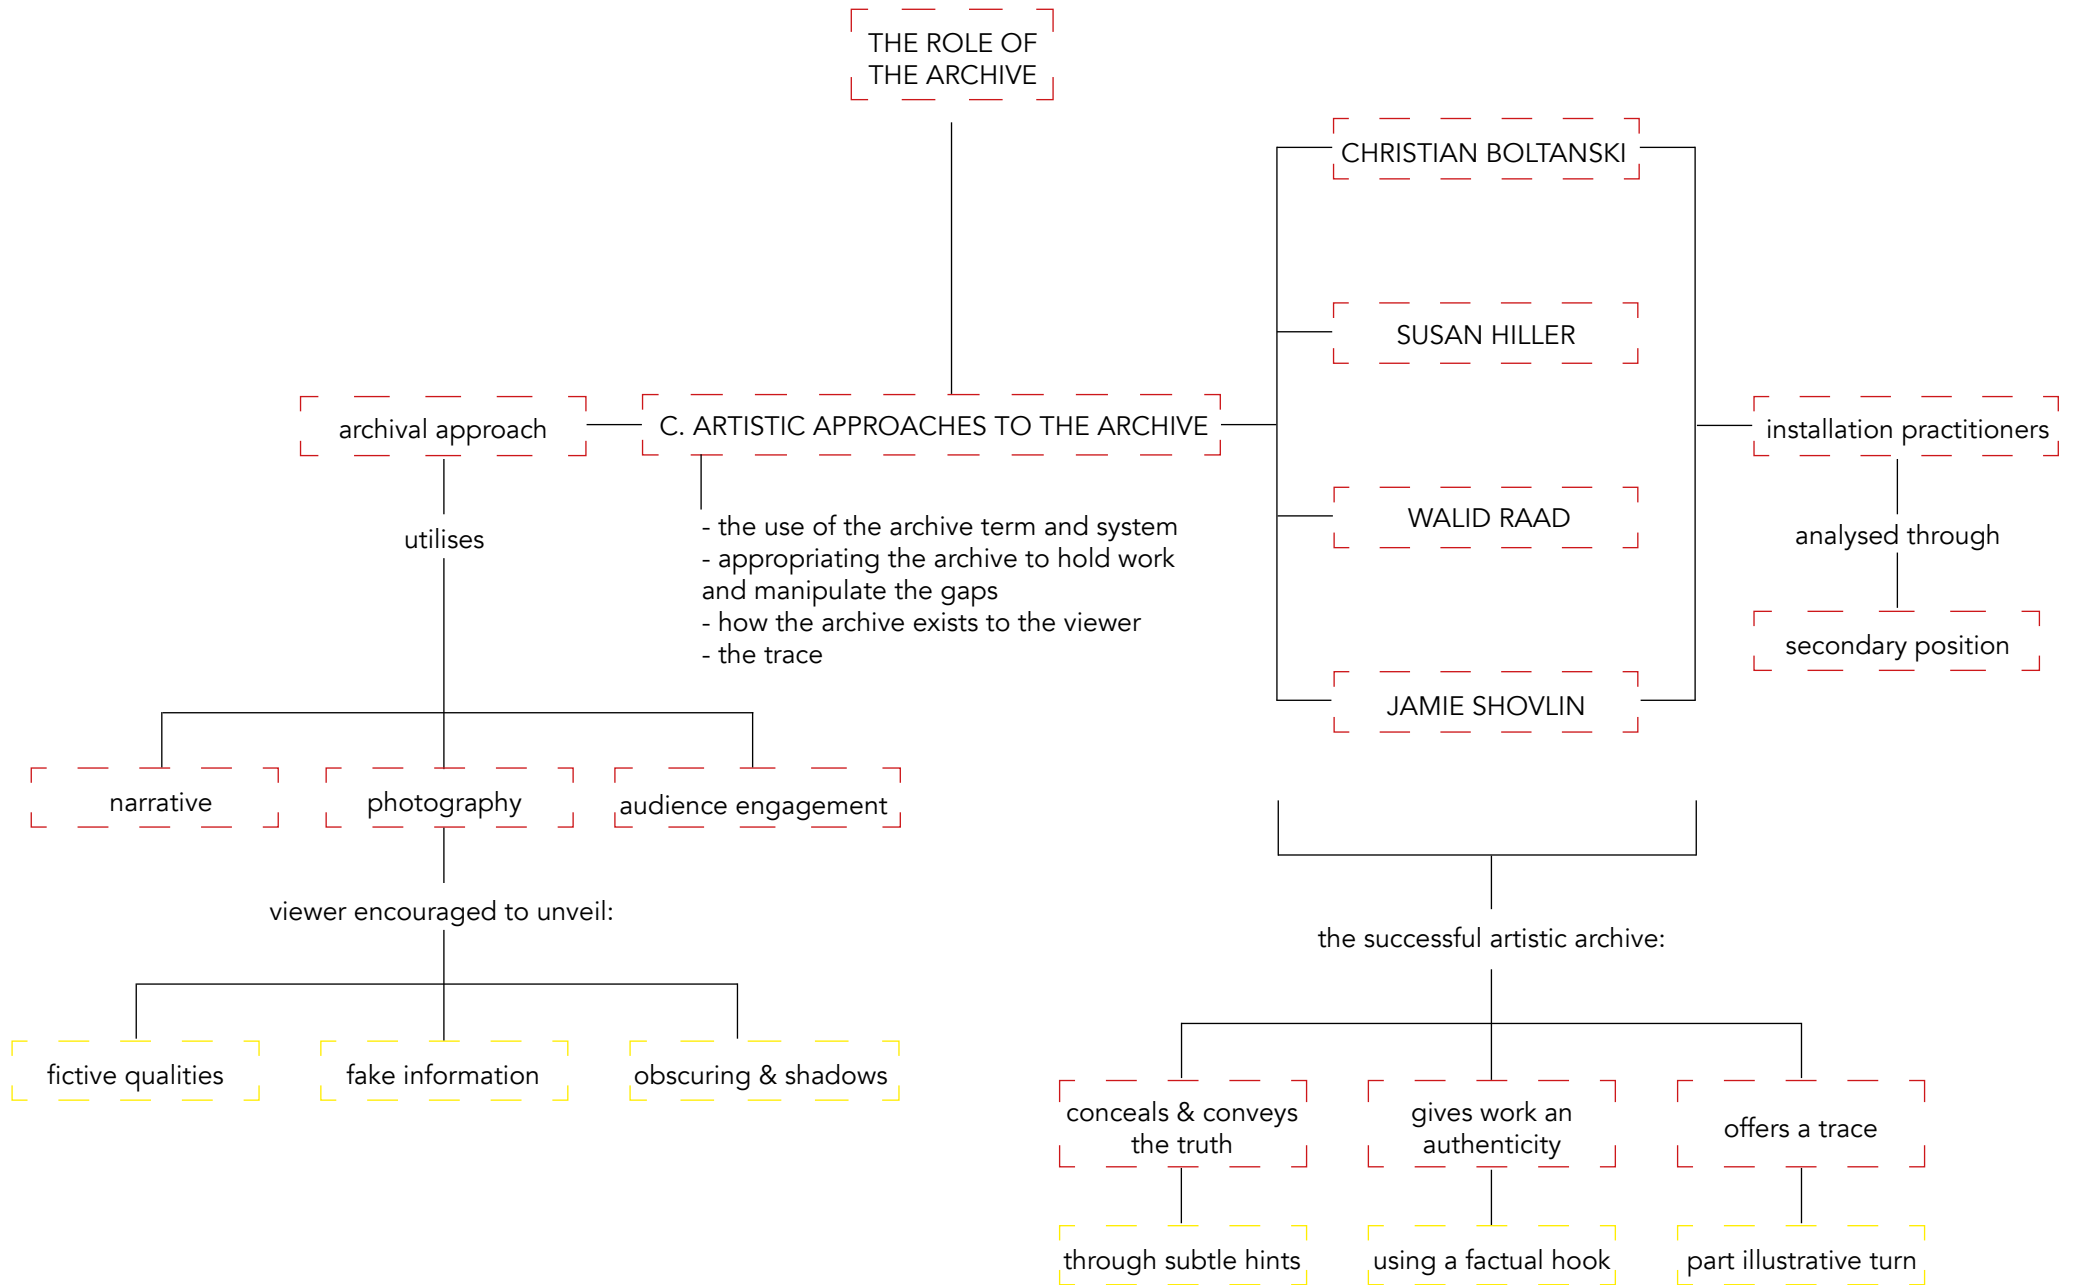 THE ROLE OF
THE ARCHIVE
CHRISTIAN BOLTANSKI
SUSAN HILLER
archival approach
C. ARTISTIC APPROACHES TO THE ARCHIVE
installation practitioners
utilises
- the use of the archive term and system
- appropriating the archive to hold work
and manipulate the gaps
- how the archive exists to the viewer
- the trace
WALID RAAD
analysed through
secondary position
JAMIE SHOVLIN
narrative
photography
audience engagement
viewer encouraged to unveil:
the successful artistic archive:
fictive qualities
fake information
obscuring & shadows
conceals & conveys
the truth
gives work an
authenticity
offers a trace
through subtle hints
using a factual hook
part illustrative turn